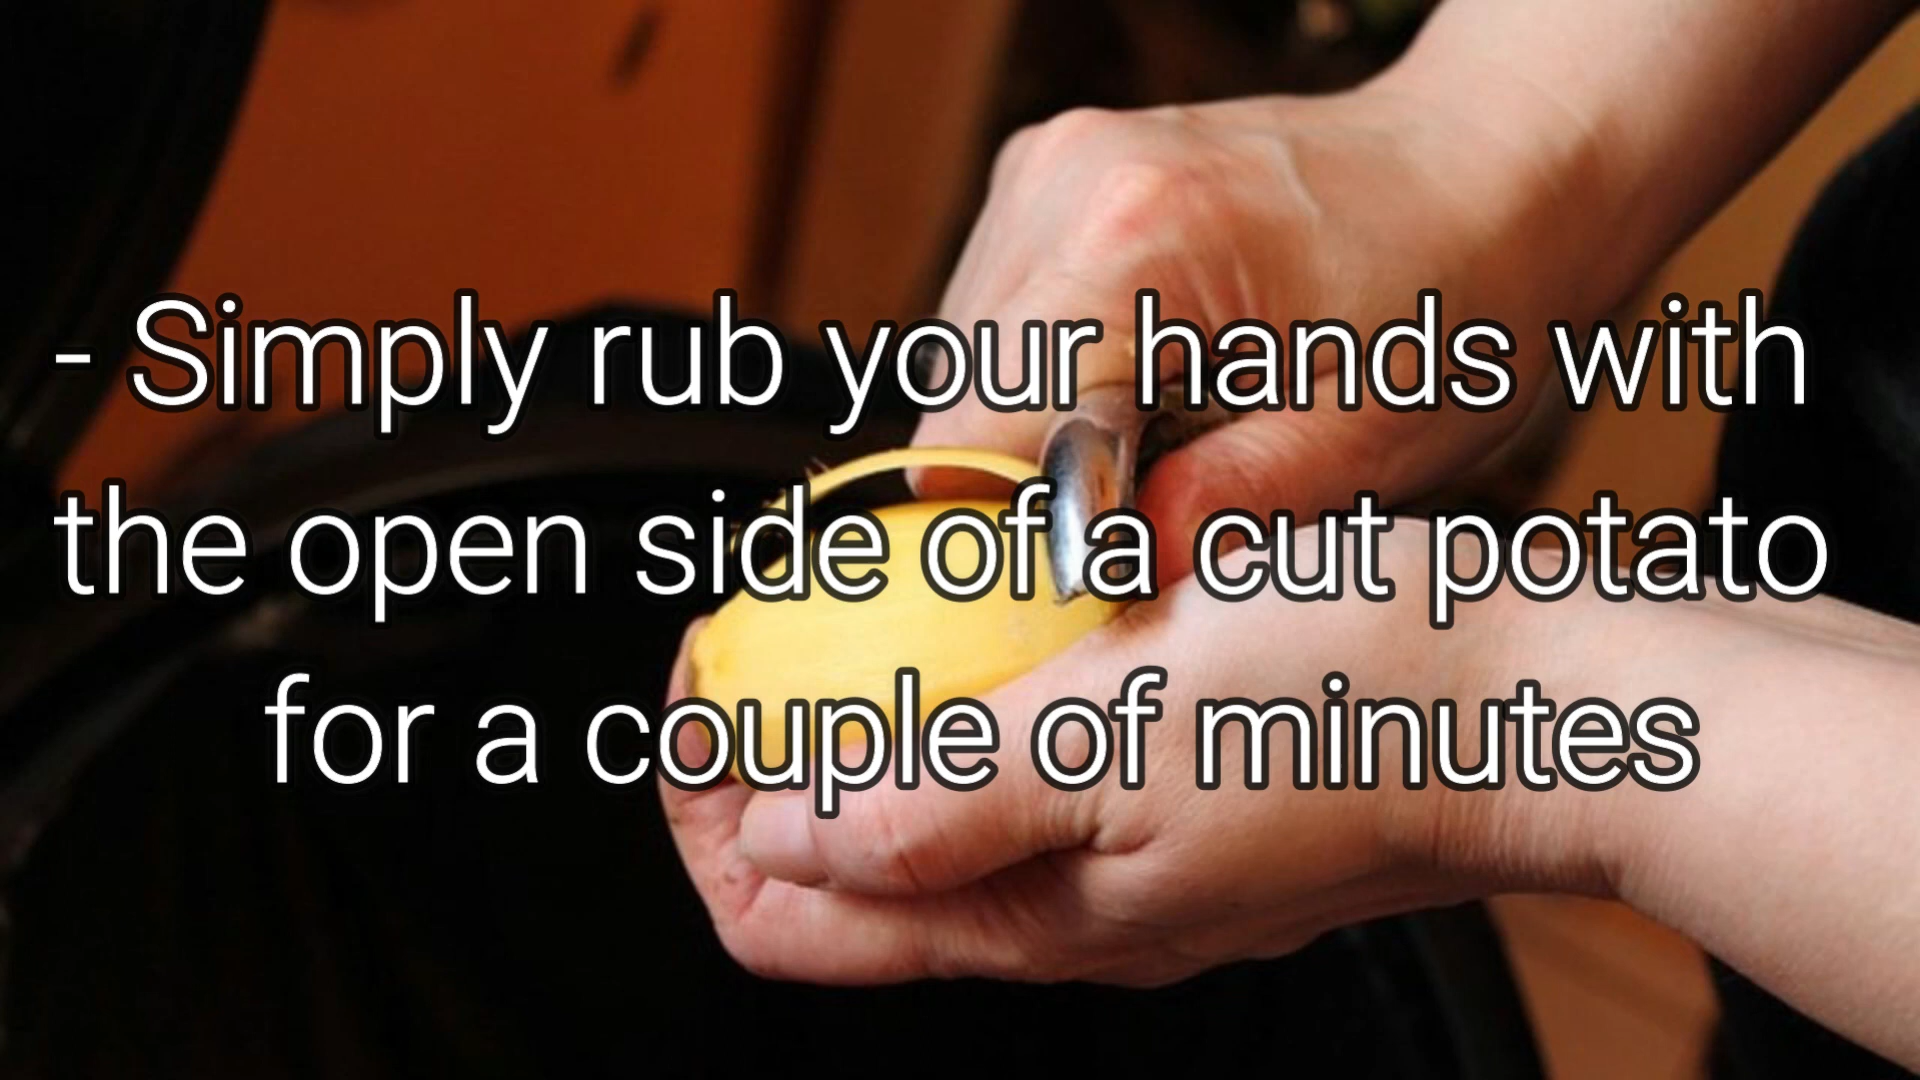 - Simply rub your hands with
the open side of a cut potato
for a couple of minutes